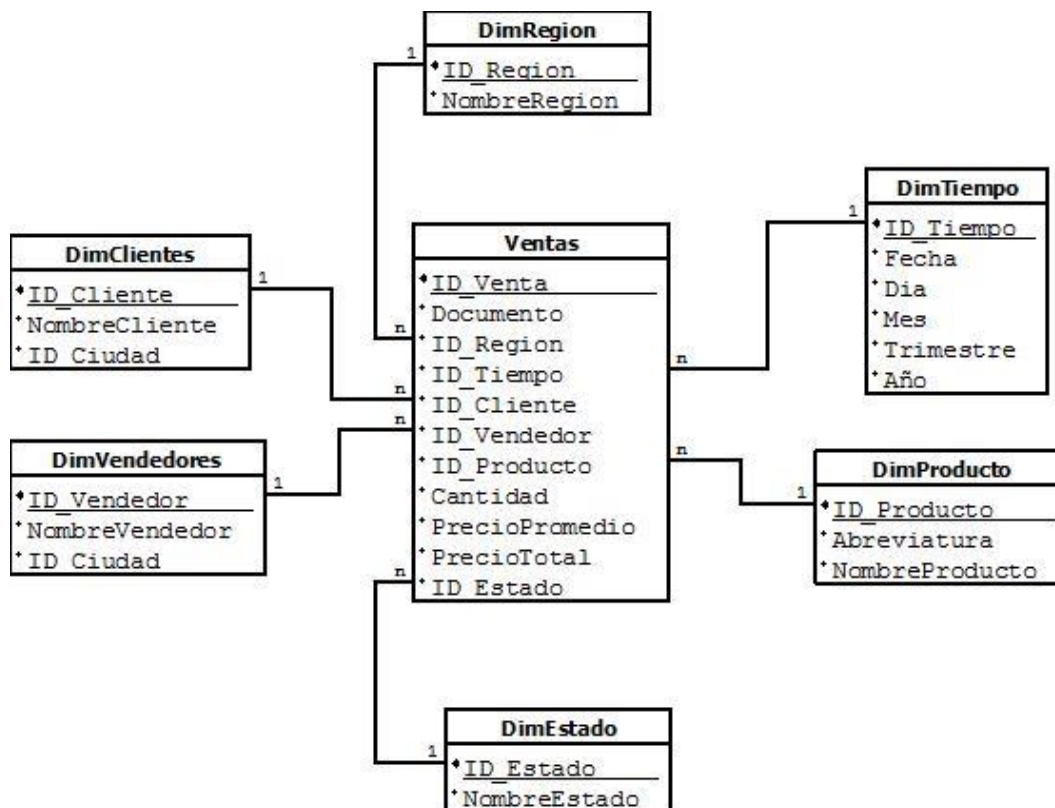 DimRegion
1
ID_Region
NombreRegion
DimTiempo
1
ID_Tiempo
Fecha
Dia
Mes
Trimestre
Año
DimClientes
1
ID_Cliente
NombreCliente
ID_Ciudad
Ventas
ID_Venta
Documento
n
ID_Region
n
ID_Tiempo
n
ID_Cliente
n
ID_Vendedor
n
ID_Producto
Cantidad
PrecioPromedio
PrecioTotal
n
ID_Estado
DimVendedores
1
ID_Vendedor
NombreVendedor
ID_Ciudad
DimProducto
1
ID_Producto
Abreviatura
NombreProducto
DimEstado
1
ID_Estado
NombreEstado